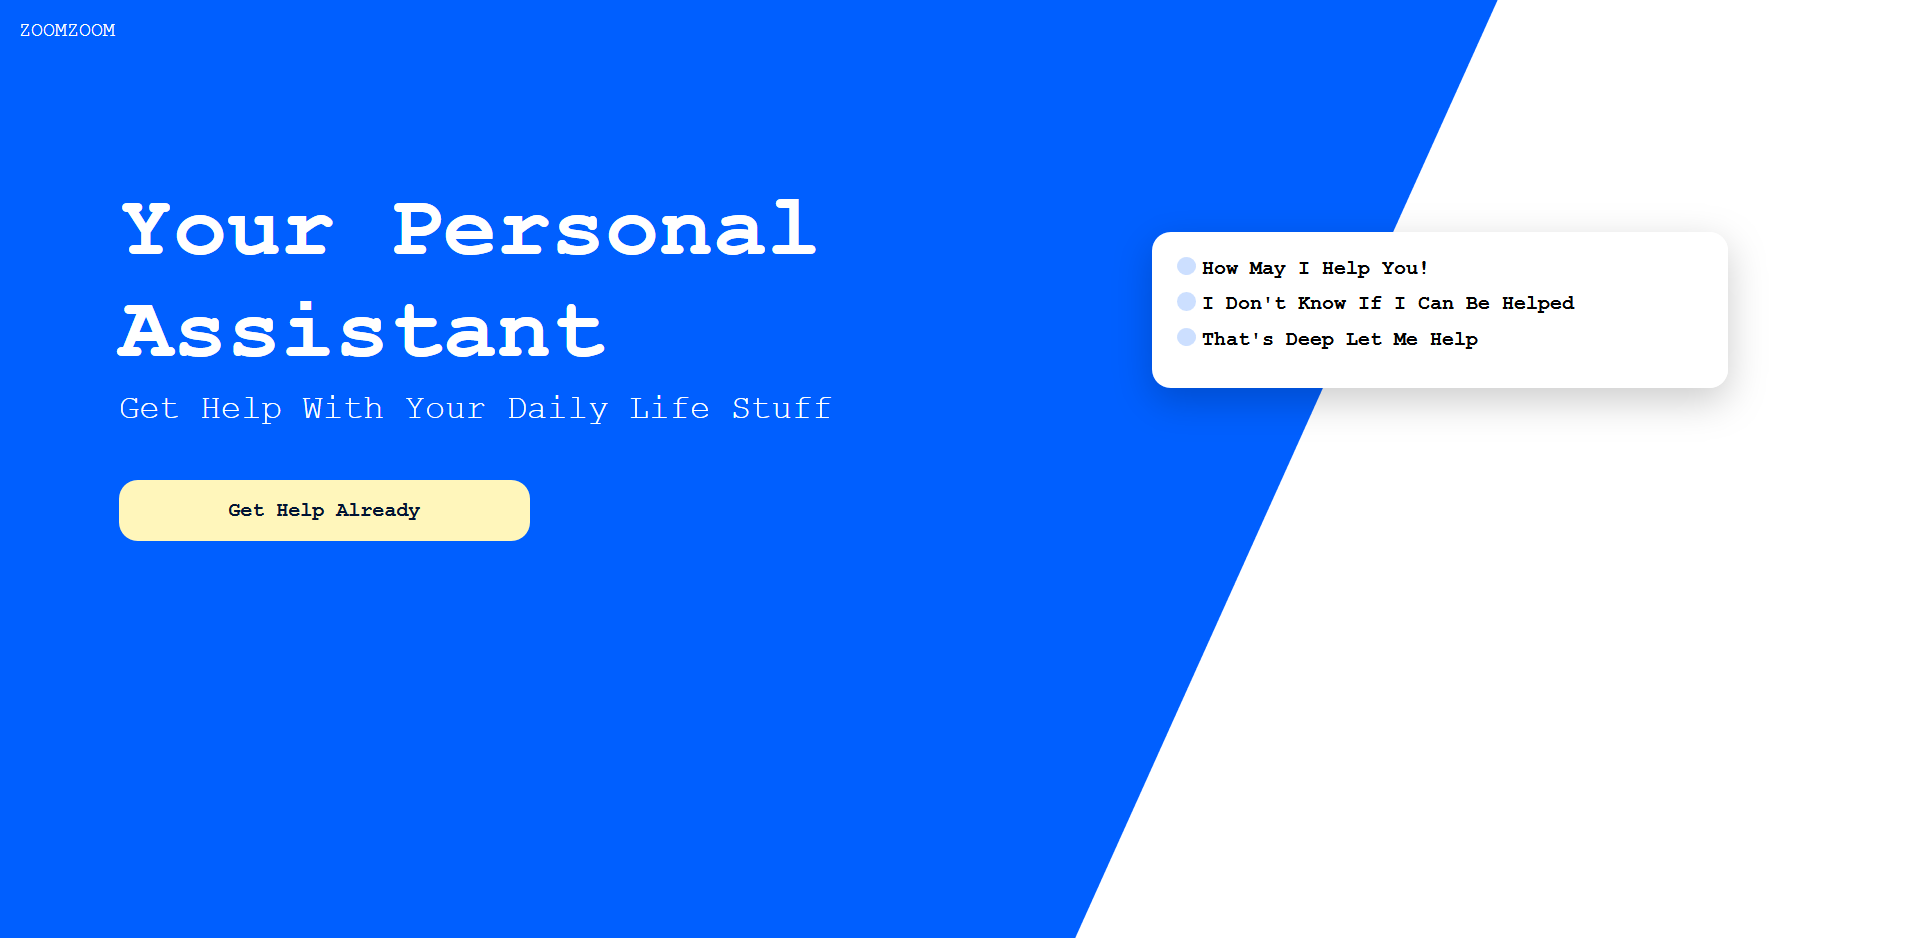 ZOOMZOOM
Your Personal
Assistant
Get Help With Your Daily Life Stuff
Get Help Already
How May I Help You!
I Don't Know If I Can Be Helped
That's Deep Let Me Help